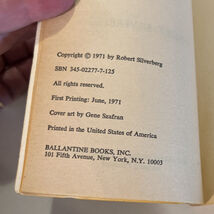 Copyright © 1971 by Robert Silverberg
SBN 345-02277-7-125
All rights reserved.
First Printing: June, 1971
Cover art by Gene Szafran
Printed in the United States of America
BALLANTINE BOOKS, INC.
101 Fifth Avenue, New York, N.Y. 10003